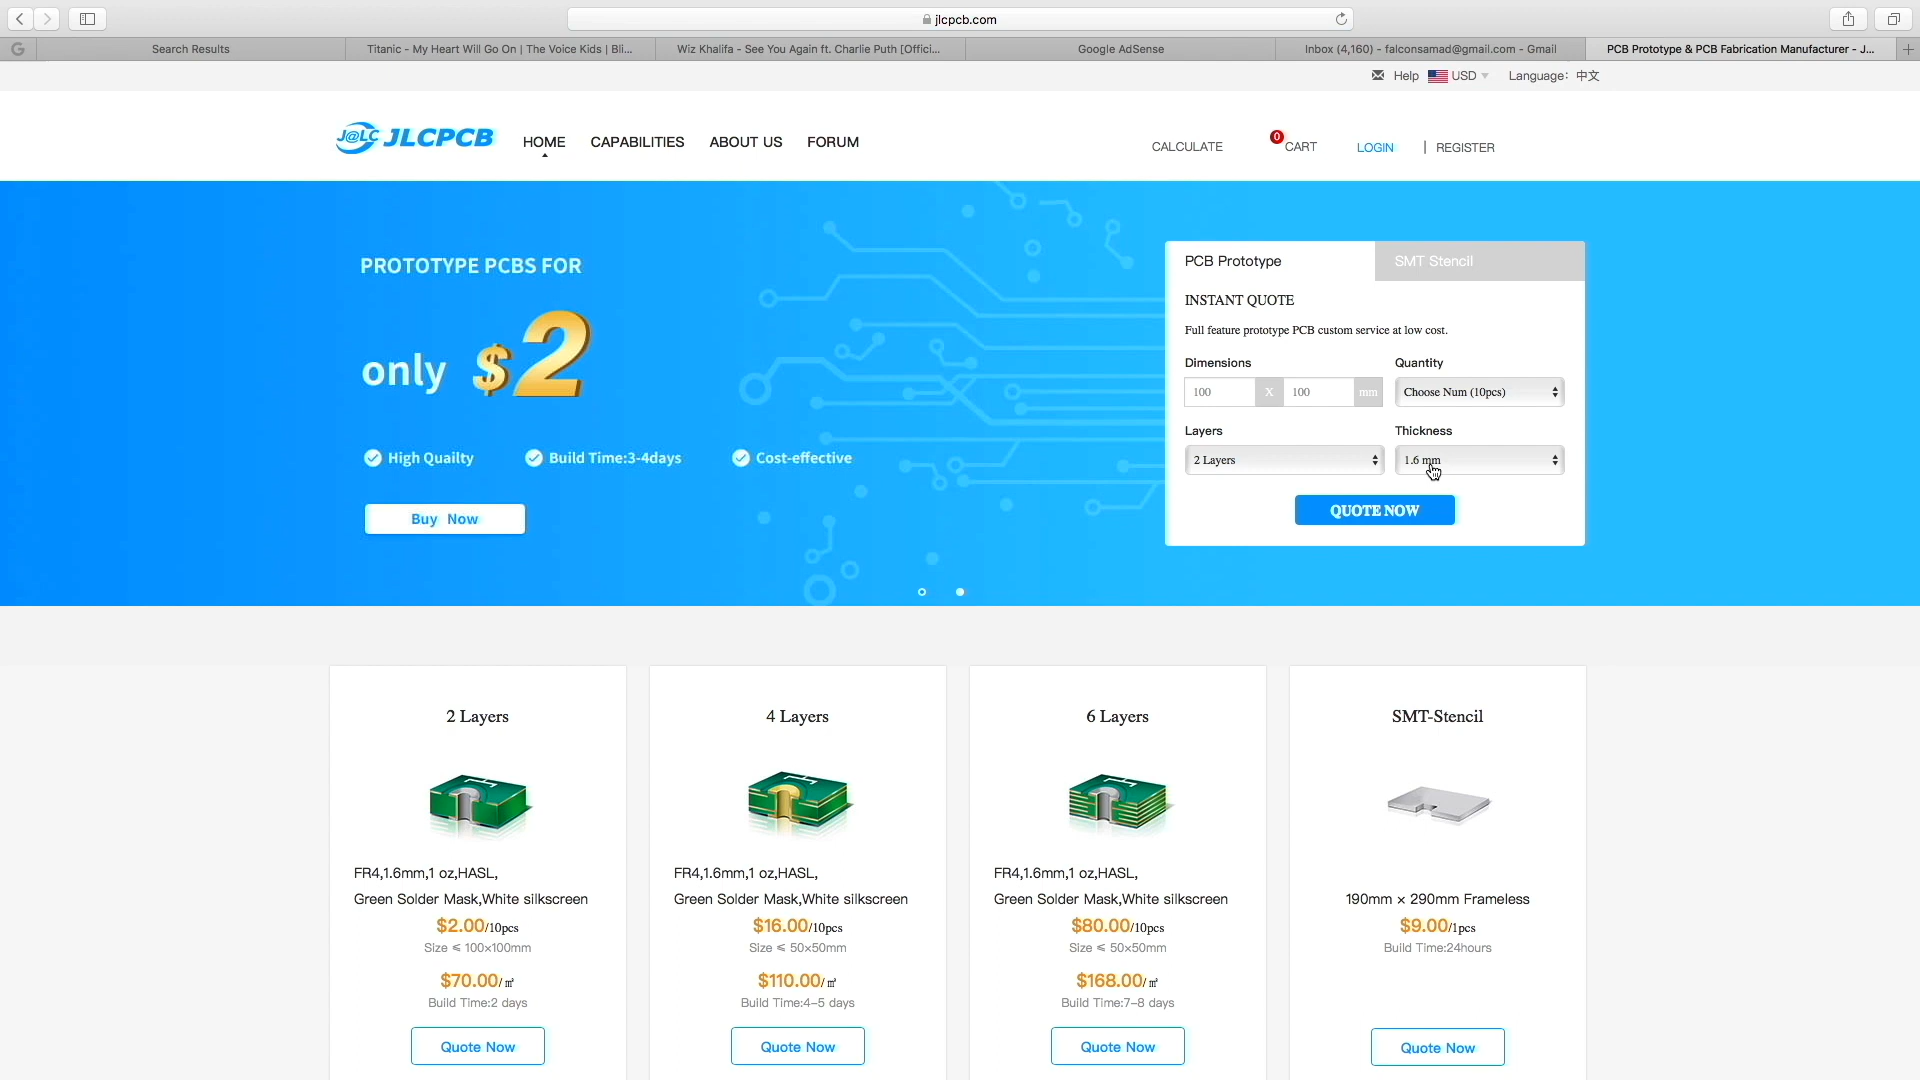 jlcpcb.com
G
Search Results
Titanic - My Heart Will Go On | The Voice Kids | Bli...
Wiz Khalifa - See You Again ft. Charlie Puth [Offici...
Google AdSense
Inbox (4,160) - falconsamad@gmail.com - Gmail
PCB Prototype & PCB Fabrication Manufacturer - J...
Help
USD
Language: 中文
J@LC JLCPCB
HOME
CAPABILITIES
ABOUT US
FORUM
CALCULATE
0
CART
LOGIN
| REGISTER
PROTOTYPE PCBS FOR
only $2
High Quailty
Build Time:3-4days
Cost-effective
Buy Now
PCB Prototype
SMT Stencil
INSTANT QUOTE
Full feature prototype PCB custom service at low cost.
Dimensions
Quantity
100 X 100 mm
Choose Num (10pcs)
Layers
Thickness
2 Layers
1.6 mm
QUOTE NOW
2 Layers
FR4,1.6mm,1 oz,HASL,
Green Solder Mask,White silkscreen
$2.00/10pcs
Size ≤ 100×100mm
$70.00/㎡
Build Time:2 days
Quote Now
4 Layers
FR4,1.6mm,1 oz,HASL,
Green Solder Mask,White silkscreen
$16.00/10pcs
Size ≤ 50×50mm
$110.00/㎡
Build Time:4-5 days
Quote Now
6 Layers
FR4,1.6mm,1 oz,HASL,
Green Solder Mask,White silkscreen
$80.00/10pcs
Size ≤ 50×50mm
$168.00/㎡
Build Time:7-8 days
Quote Now
SMT-Stencil
190mm × 290mm Frameless
$9.00/1pcs
Build Time:24hours
Quote Now